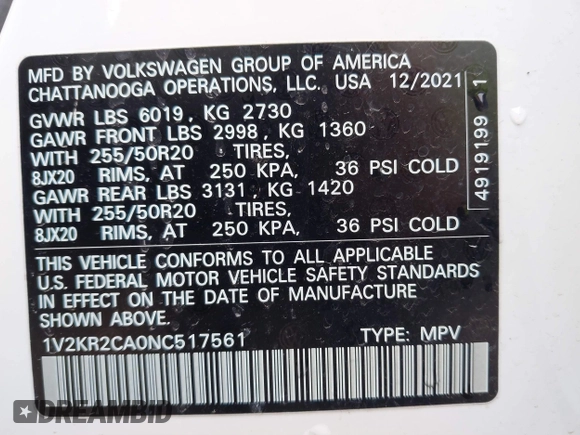 MFD BY VOLKSWAGEN GROUP OF AMERICA
CHATTANOOGA OPERATIONS, LLC. USA 12/2021
GVWR LBS 6019, KG 2730
GAWR FRONT LBS 2998, KG 1360
WITH 255/50R20 TIRES,
8JX20 RIMS, AT 250 KPA, 36 PSI COLD
GAWR REAR LBS 3131, KG 1420
WITH 255/50R20 TIRES,
8JX20 RIMS, AT 250 KPA, 36 PSI COLD
4919199 1
THIS VEHICLE CONFORMS TO ALL APPLICABLE
U.S. FEDERAL MOTOR VEHICLE SAFETY STANDARDS
IN EFFECT ON THE DATE OF MANUFACTURE
SHOWN ABOVE.
1V2KR2CA0NC517561 TYPE: MPV
DREAMBID